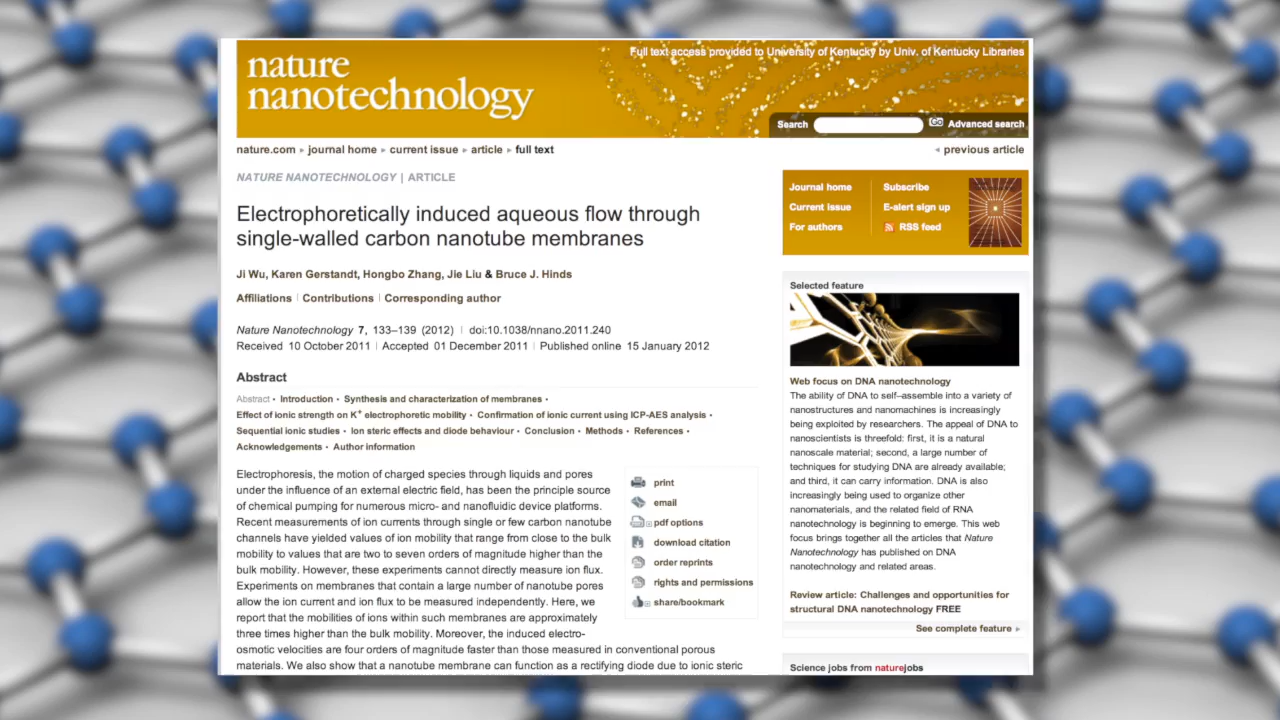 Full text access provided to University of Kentucky by Univ. of Kentucky Libraries
nature
nanotechnology
Search
Go
Advanced search
nature.com ▸ journal home ▸ current issue ▸ article ▸ full text
◂ previous article
NATURE NANOTECHNOLOGY | ARTICLE
Electrophoretically induced aqueous flow through
single-walled carbon nanotube membranes
Ji Wu, Karen Gerstandt, Hongbo Zhang, Jie Liu & Bruce J. Hinds
Affiliations | Contributions | Corresponding author
Nature Nanotechnology 7, 133–139 (2012) | doi:10.1038/nnano.2011.240
Received 10 October 2011 | Accepted 01 December 2011 | Published online 15 January 2012
Abstract
Abstract • Introduction • Synthesis and characterization of membranes •
Effect of ionic strength on K+ electrophoretic mobility • Confirmation of ionic current using ICP-AES analysis •
Sequential ionic studies • Ion steric effects and diode behaviour • Conclusion • Methods • References •
Acknowledgements • Author information
Electrophoresis, the motion of charged species through liquids and pores
under the influence of an external electric field, has been the principle source
of chemical pumping for numerous micro- and nanofluidic device platforms.
Recent measurements of ion currents through single or few carbon nanotube
channels have yielded values of ion mobility that range from close to the bulk
mobility to values that are two to seven orders of magnitude higher than the
bulk mobility. However, these experiments cannot directly measure ion flux.
Experiments on membranes that contain a large number of nanotube pores
allow the ion current and ion flux to be measured independently. Here, we
report that the mobilities of ions within such membranes are approximately
three times higher than the bulk mobility. Moreover, the induced electro-
osmotic velocities are four orders of magnitude faster than those measured in conventional porous
materials. We also show that a nanotube membrane can function as a rectifying diode due to ionic steric
print
email
pdf options
download citation
order reprints
rights and permissions
share/bookmark
Journal home
Current issue
For authors
Subscribe
E-alert sign up
RSS feed
Selected feature
Web focus on DNA nanotechnology
The ability of DNA to self–assemble into a variety of
nanostructures and nanomachines is increasingly
being exploited by researchers. The appeal of DNA to
nanoscientists is threefold: first, it is a natural
nanoscale material; second, a large number of
techniques for studying DNA are already available;
and third, it can carry information. DNA is also
increasingly being used to organize other
nanomaterials, and the related field of RNA
nanotechnology is beginning to emerge. This web
focus brings together all the articles that Nature
Nanotechnology has published on DNA
nanotechnology and related areas.
Review article: Challenges and opportunities for
structural DNA nanotechnology FREE
See complete feature ▸
Science jobs from naturejobs